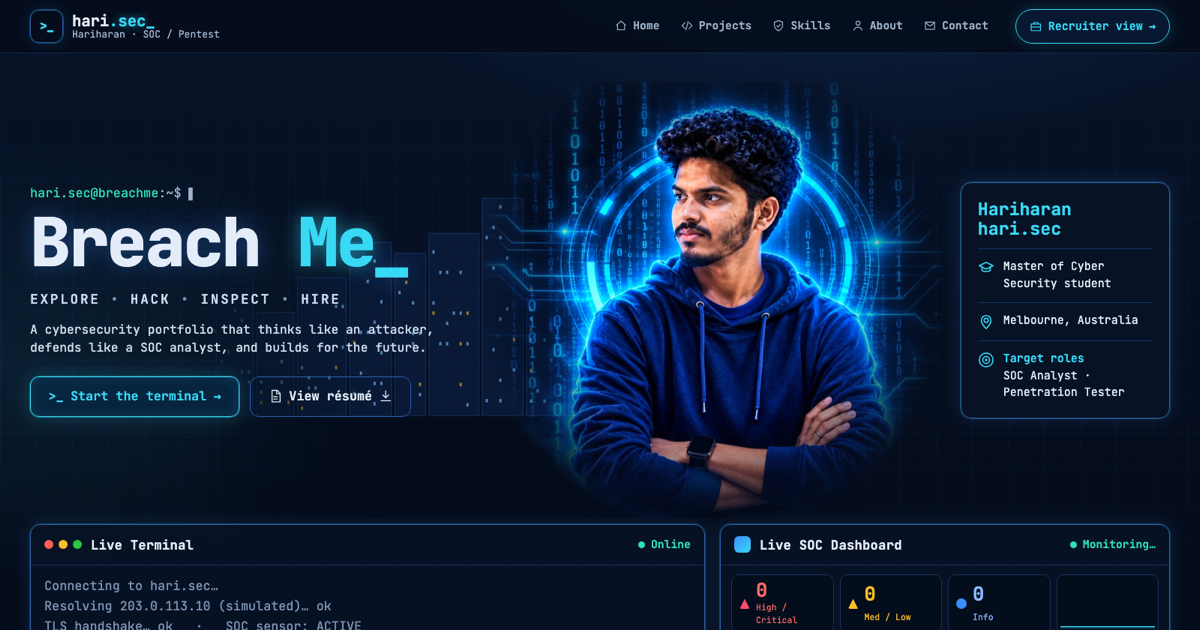 >_ hari.sec_
Hariharan · SOC / Pentest
Home
Projects
Skills
About
Contact
Recruiter view →
hari.sec@breachme:~$
Breach Me_
EXPLORE • HACK • INSPECT • HIRE
A cybersecurity portfolio that thinks like an attacker,
defends like a SOC analyst, and builds for the future.
>_ Start the terminal →
View résumé
Hariharan
hari.sec
Master of Cyber
Security student
Melbourne, Australia
Target roles
SOC Analyst ·
Penetration Tester
Live Terminal
Online
Connecting to hari.sec…
Resolving 203.0.113.10 (simulated)… ok
TLS handshake… ok · SOC sensor: ACTIVE
Live SOC Dashboard
Monitoring…
0
High /
Critical
0
Med / Low
0
Info